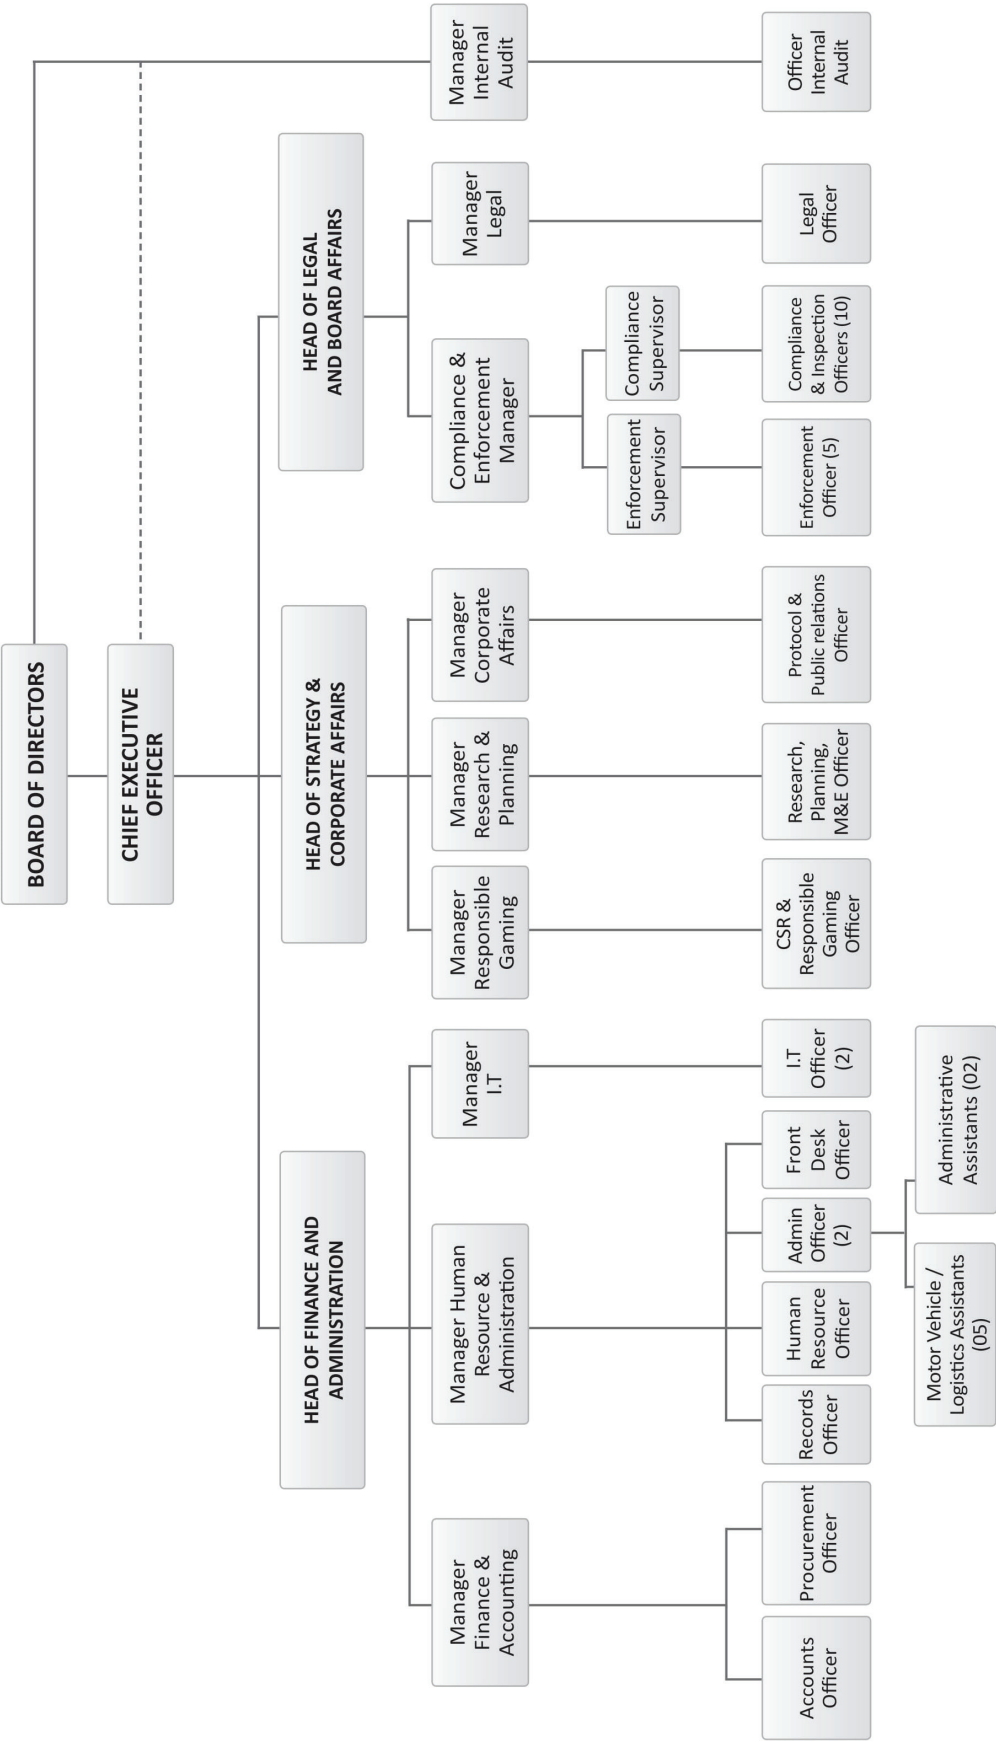 BOARD OF DIRECTORS
CHIEF EXECUTIVE
OFFICER
HEAD OF FINANCE AND
ADMINISTRATION
HEAD OF STRATEGY &
CORPORATE AFFAIRS
HEAD OF LEGAL
AND BOARD AFFAIRS
Manager
Finance &
Accounting
Manager Human
Resource &
Administration
Manager
I.T
Manager
Responsible
Gaming
Manager
Research &
Planning
Manager
Corporate
Affairs
Compliance &
Enforcement
Manager
Manager
Legal
Manager
Internal
Audit
Enforcement
Supervisor
Compliance
Supervisor
Accounts
Officer
Procurement
Officer
Records
Officer
Human
Resource
Officer
Admin
Officer
(2)
Front
Desk
Officer
I.T
Officer
(2)
CSR &
Responsible
Gaming
Officer
Research,
Planning,
M&E Officer
Protocol &
Public relations
Officer
Enforcement
Officer (5)
Compliance
& Inspection
Officers (10)
Legal
Officer
Officer
Internal
Audit
Motor Vehicle /
Logistics Assistants
(05)
Administrative
Assistants (02)